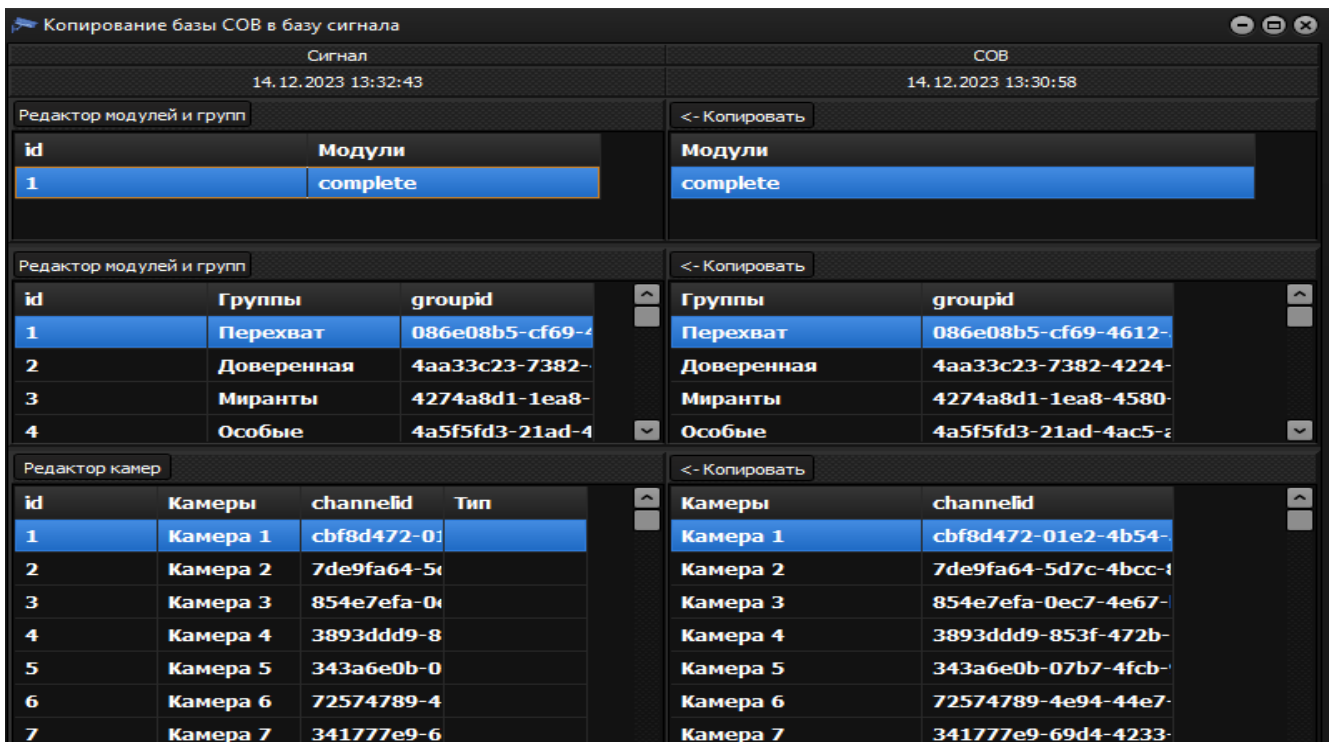 Копирование базы СОВ в базу сигнала
Сигнал СОВ
14.12.2023 13:32:43 14.12.2023 13:30:58
Редактор модулей и групп <- Копировать
id Модули Модули
1 complete complete
Редактор модулей и групп <- Копировать
id Группы groupid Группы groupid
1 Перехват 086e08b5-cf69-4 Перехват 086e08b5-cf69-4612-
2 Доверенная 4aa33c23-7382- Доверенная 4aa33c23-7382-4224-
3 Миранты 4274a8d1-1ea8- Миранты 4274a8d1-1ea8-4580-
4 Особые 4a5f5fd3-21ad-4 Особые 4a5f5fd3-21ad-4ac5-a
Редактор камер <- Копировать
id Камеры channelid Тип Камеры channelid
1 Камера 1 cbf8d472-01 Камера 1 cbf8d472-01e2-4b54-
2 Камера 2 7de9fa64-5d Камера 2 7de9fa64-5d7c-4bcc-8
3 Камера 3 854e7efa-0e Камера 3 854e7efa-0ec7-4e67-
4 Камера 4 3893ddd9-8 Камера 4 3893ddd9-853f-472b-
5 Камера 5 343a6e0b-0 Камера 5 343a6e0b-07b7-4fcb-
6 Камера 6 72574789-4 Камера 6 72574789-4e94-44e7-
7 Камера 7 341777e9-6 Камера 7 341777e9-69d4-4233-